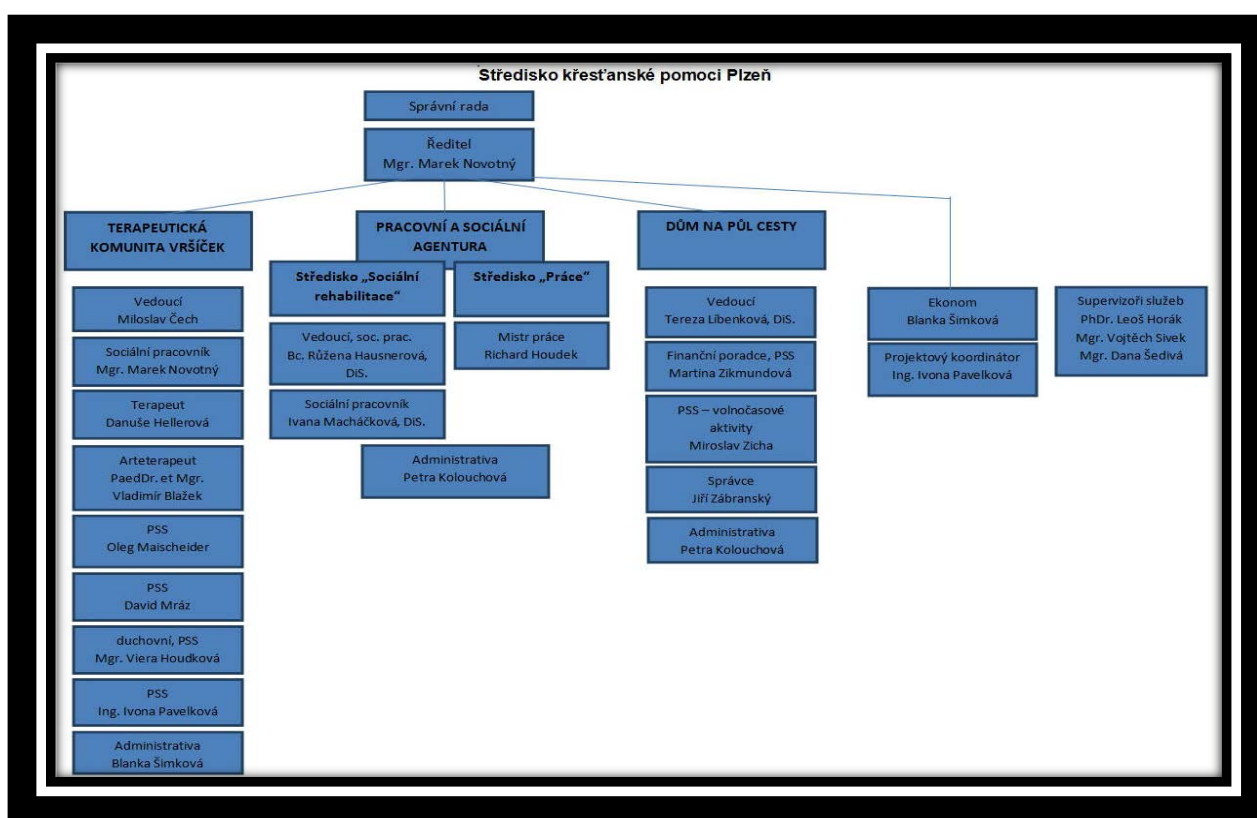 Středisko křesťanské pomoci Plzeň
Správní rada
Ředitel
Mgr. Marek Novotný
TERAPEUTICKÁ
KOMUNITA VRŠÍČEK
Vedoucí
Miloslav Čech
Sociální pracovník
Mgr. Marek Novotný
Terapeut
Danuše Hellerová
Arteterapeut
PaedDr. et Mgr.
Vladimír Blažek
PSS
Oleg Maischeider
PSS
David Mráz
duchovní, PSS
Mgr. Viera Houdková
PSS
Ing. Ivona Pavelková
Administrativa
Blanka Šimková
PRACOVNÍ A SOCIÁLNÍ
AGENTURA
Středisko „Sociální
rehabilitace“
Vedoucí, soc. prac.
Bc. Růžena Hausnerová,
DiS.
Sociální pracovník
Ivana Macháčková, DiS.
Středisko „Práce“
Mistr práce
Richard Houdek
Administrativa
Petra Kolouchová
DŮM NA PŮL CESTY
Vedoucí
Tereza Líbenková, DiS.
Finanční poradce, PSS
Martina Zikmundová
PSS – volnočasové
aktivity
Miroslav Zicha
Správce
Jiří Zábranský
Administrativa
Petra Kolouchová
Ekonom
Blanka Šimková
Projektový koordinátor
Ing. Ivona Pavelková
Supervizoři služeb
PhDr. Leoš Horák
Mgr. Vojtěch Sivek
Mgr. Dana Šedivá